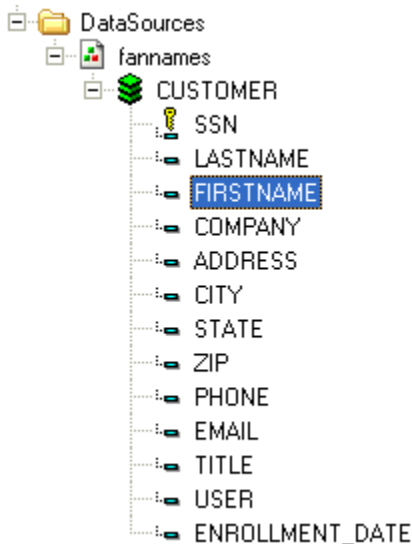 DataSources
fannames
CUSTOMER
SSN
LASTNAME
FIRSTNAME
COMPANY
ADDRESS
CITY
STATE
ZIP
PHONE
EMAIL
TITLE
USER
ENROLLMENT_DATE